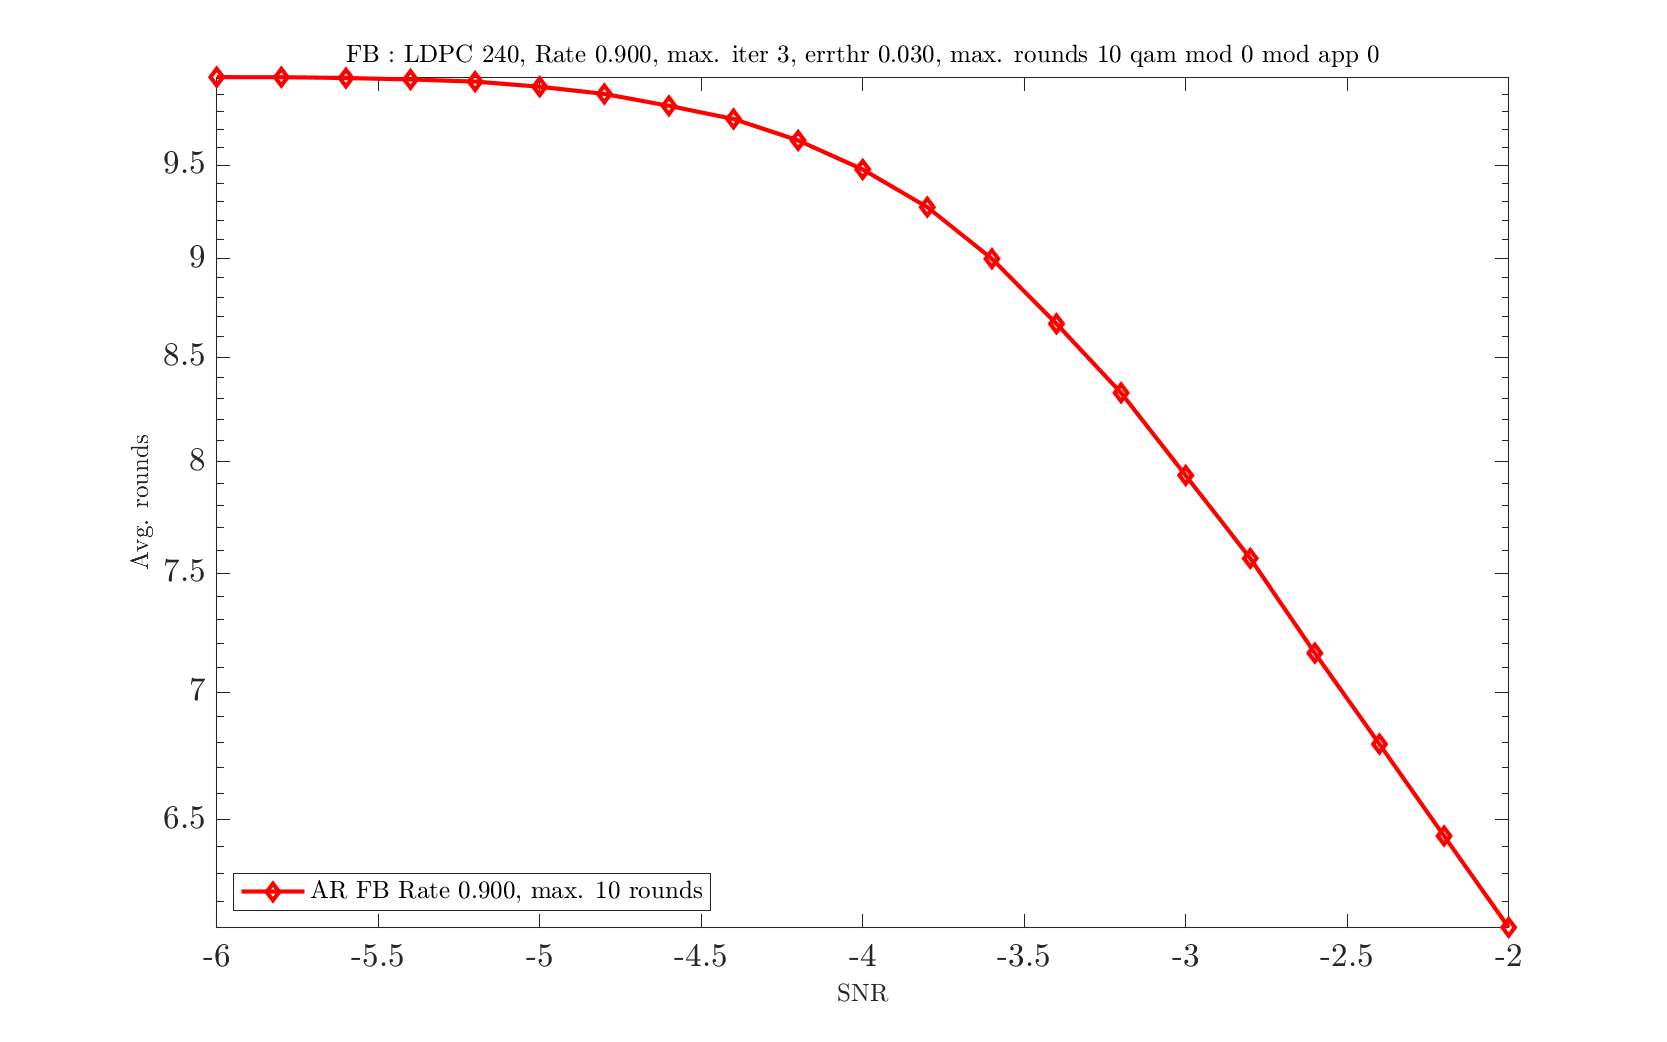 FB : LDPC 240, Rate 0.900, max. iter 3, errthr 0.030, max. rounds 10 qam mod 0 mod app 0
9.5
9
8.5
8
7.5
7
6.5
Avg. rounds
AR FB Rate 0.900, max. 10 rounds
-6 -5.5 -5 -4.5 -4 -3.5 -3 -2.5 -2
SNR